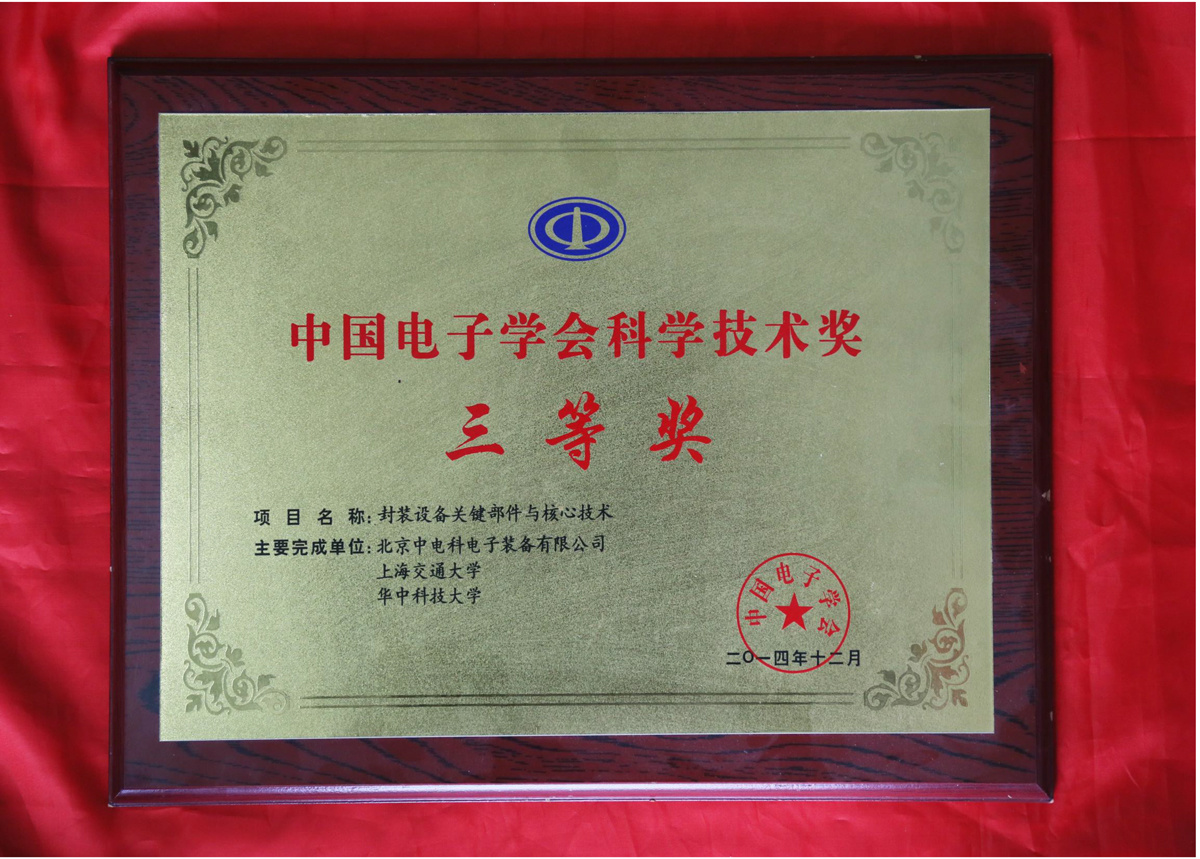 中国电子学会科学技术奖
三等奖
项目名称:封装设备关键部件与核心技术
主要完成单位:北京中电科电子装备有限公司
上海交通大学
华中科技大学
中国电子学会
二〇一四年十二月